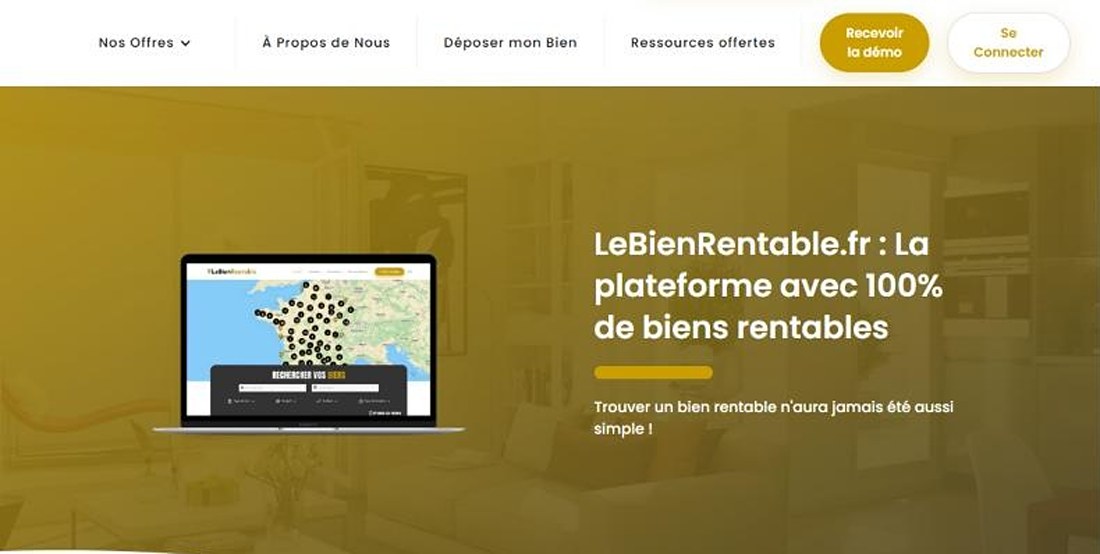 Nos Offres
À Propos de Nous
Déposer mon Bien
Ressources offertes
Recevoir
la démo
Se
Connecter
LeBienRentable.fr : La
plateforme avec 100%
de biens rentables
Trouver un bien rentable n'aura jamais été aussi
simple !
LeBienRentable
RECHERCHER VOS BIENS